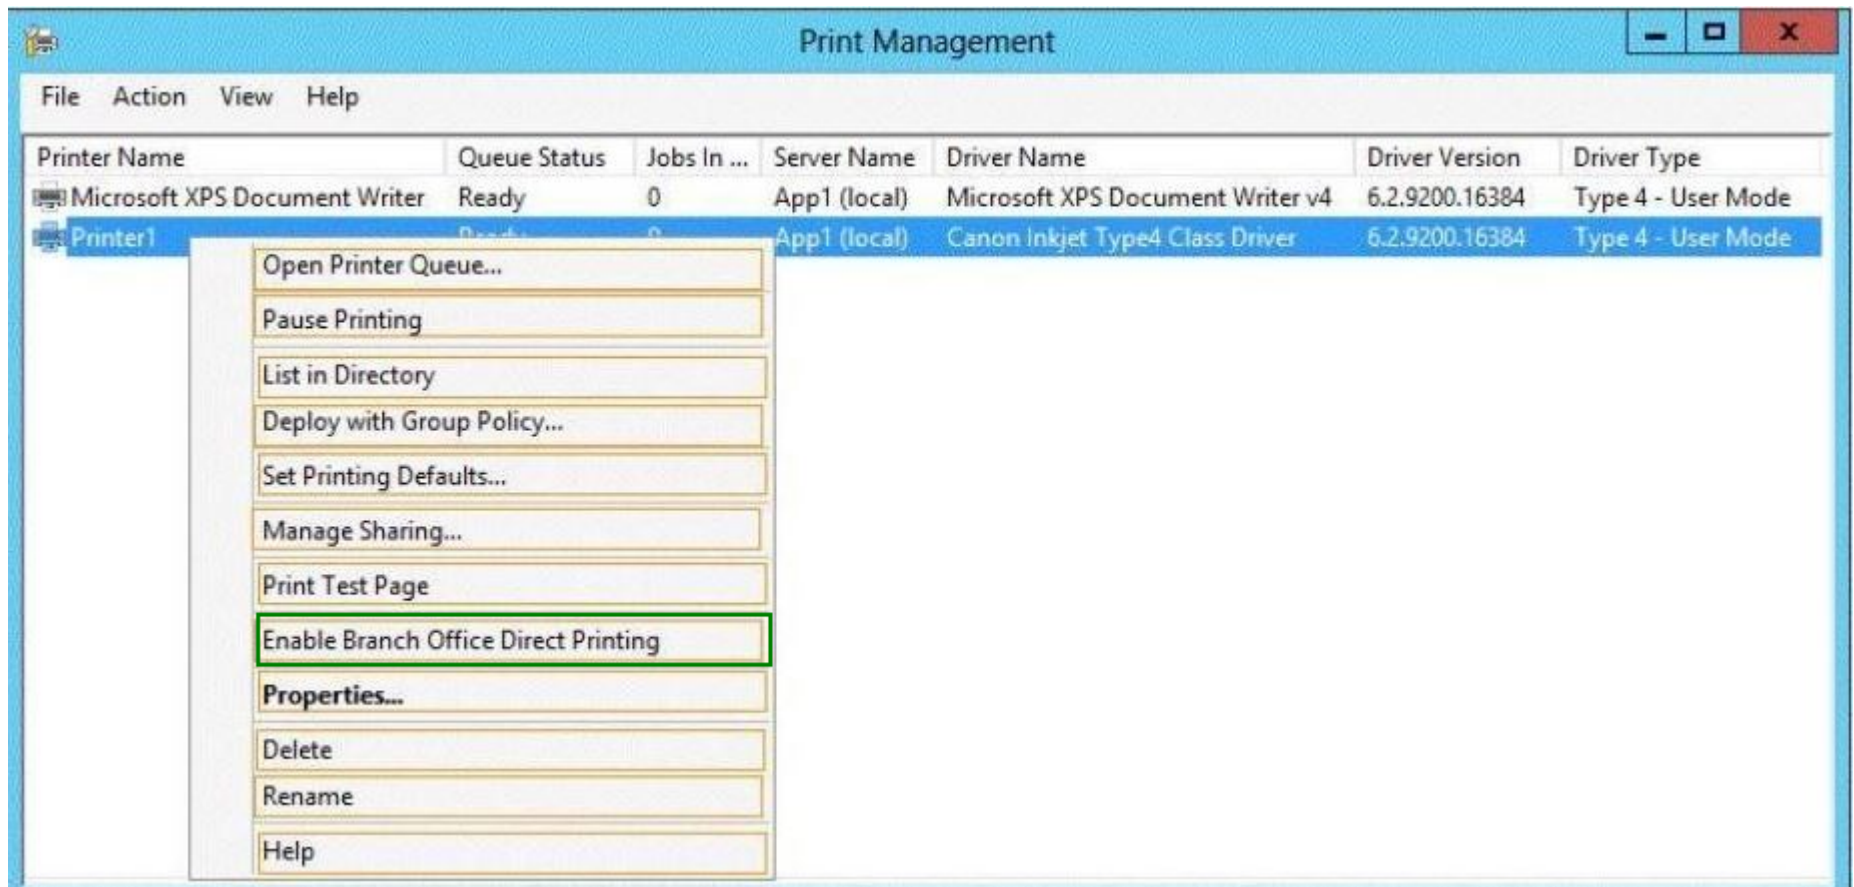 Print Management
File Action View Help
Printer Name Queue Status Jobs In ... Server Name Driver Name Driver Version Driver Type
Microsoft XPS Document Writer Ready 0 App1 (local) Microsoft XPS Document Writer v4 6.2.9200.16384 Type 4 - User Mode
Printer1 Ready 0 App1 (local) Canon Inkjet Type4 Class Driver 6.2.9200.16384 Type 4 - User Mode
Open Printer Queue...
Pause Printing
List in Directory
Deploy with Group Policy...
Set Printing Defaults...
Manage Sharing...
Print Test Page
Enable Branch Office Direct Printing
Properties...
Delete
Rename
Help